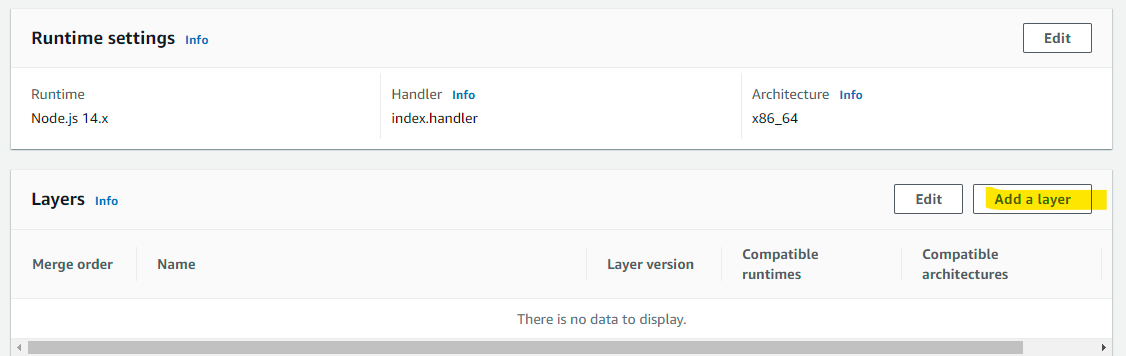 Runtime settings Info Edit
Runtime Handler Info Architecture Info
Node.js 14.x index.handler x86_64
Layers Info Edit Add a layer
Merge order Name Layer version Compatible runtimes Compatible architectures
There is no data to display.